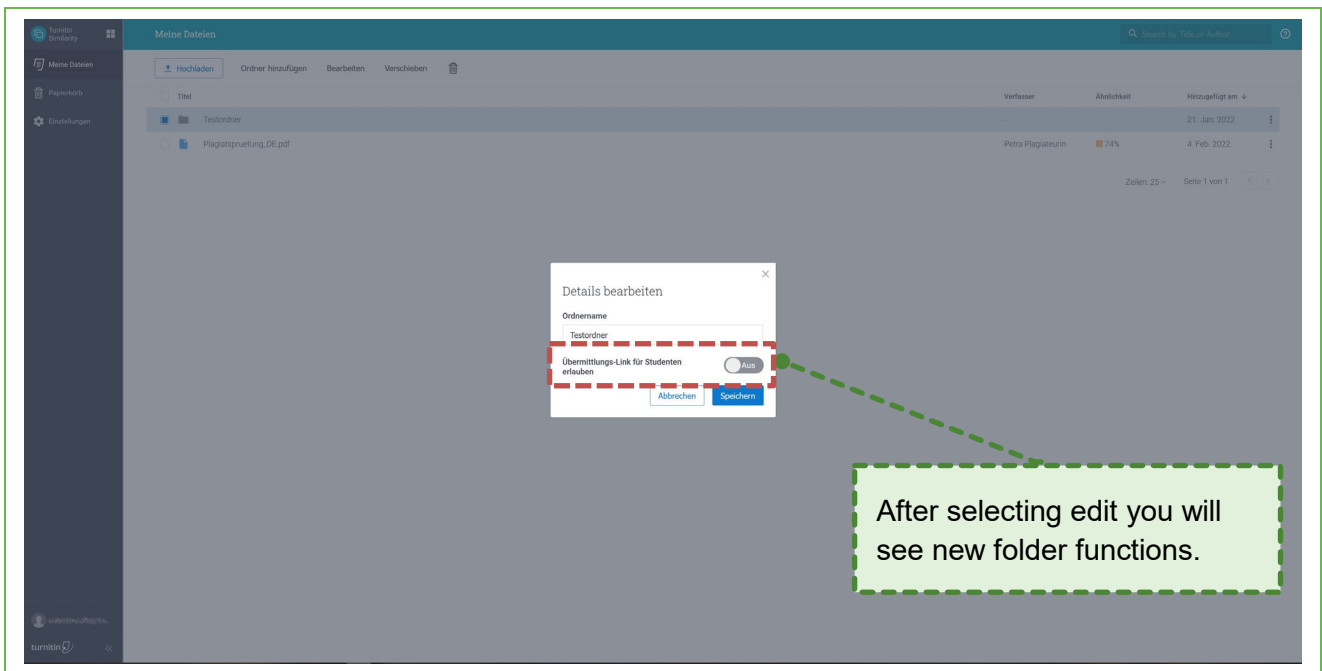 Turnitin
Similarity
Meine Dateien
Search by Title or Author
Meine Dateien
Papierkorb
Einstellungen
Hochladen Ordner hinzufügen Bearbeiten Verschieben
Titel Verfasser Ähnlichkeit Hinzugefügt am
Testordner - 21. Jan. 2022
Plagiatspruefung_DE.pdf Petra Plagiateurin 74% 4. Feb. 2022
Zeilen: 25 Seite 1 von 1
Details bearbeiten
Ordnername
Testordner
Übermittlungs-Link für Studenten
erlauben
Aus
Abbrechen Speichern
After selecting edit you will
see new folder functions.
turnitin